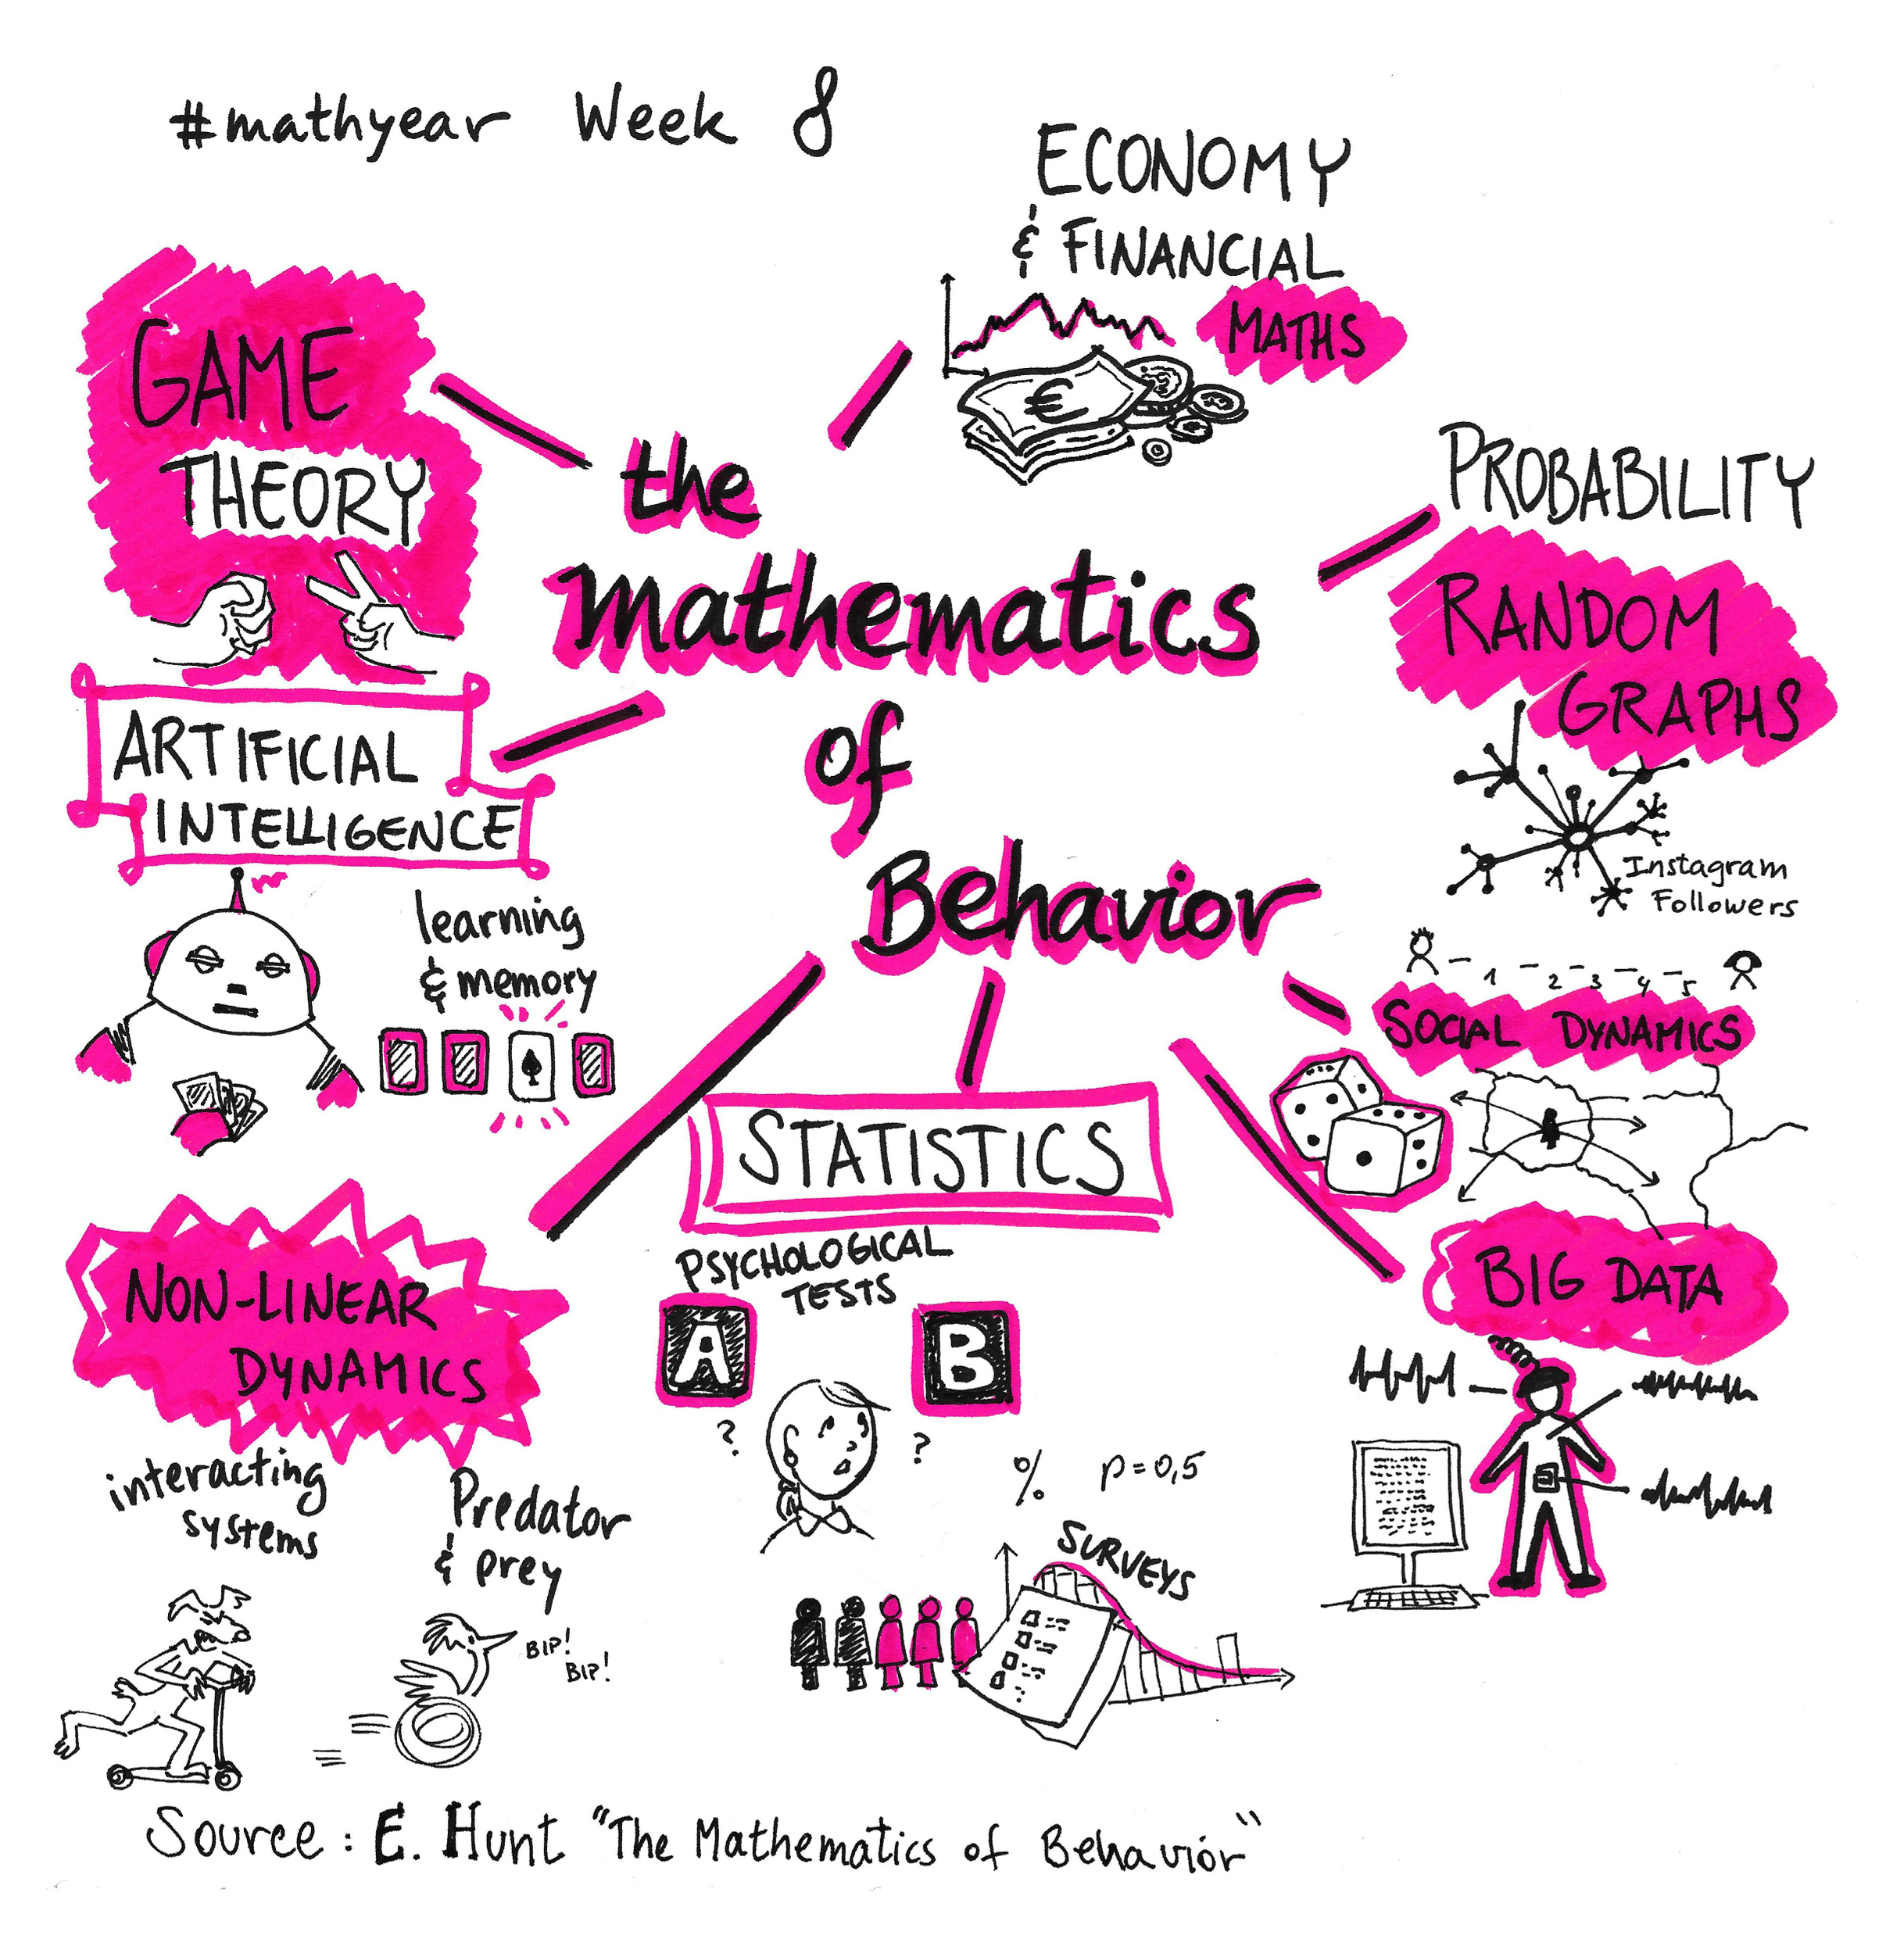 #mathyear Week 8
ECONOMY
& FINANCIAL
MATHS
€
GAME
THEORY
the
Mathematics
of
Behavior
PROBABILITY
RANDOM
GRAPHS
Instagram
Followers
ARTIFICIAL
INTELLIGENCE
learning
& memory
1 2 3 4 5
SOCIAL DYNAMICS
STATISTICS
PSYCHOLOGICAL
TESTS
A B
? ?
% p=0,5
SURVEYS
BIG DATA
NON-LINEAR
DYNAMICS
interacting
systems
Predator
& prey
BIP!
BIP!
Source: E. Hunt "The Mathematics of Behavior"